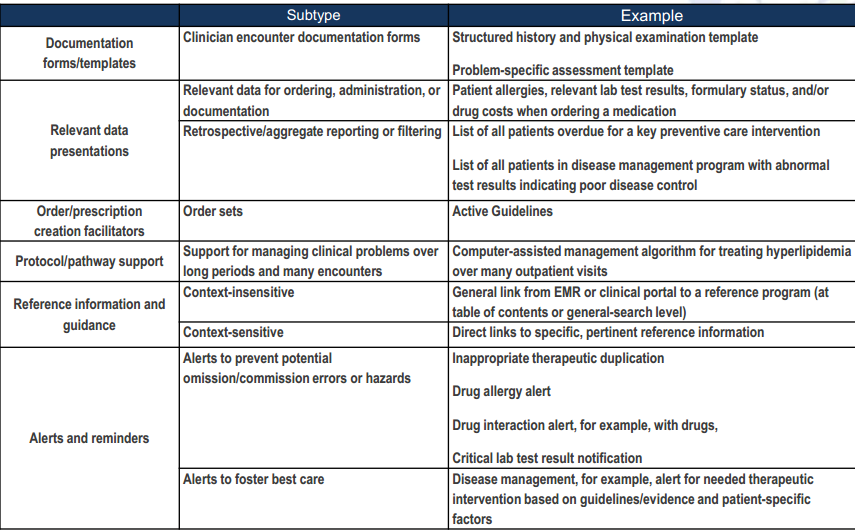 Subtype
Example
Documentation
forms/templates
Clinician encounter documentation forms
Structured history and physical examination template
Problem-specific assessment template
Relevant data
presentations
Relevant data for ordering, administration, or
documentation
Patient allergies, relevant lab test results, formulary status, and/or
drug costs when ordering a medication
Retrospective/aggregate reporting or filtering
List of all patients overdue for a key preventive care intervention
List of all patients in disease management program with abnormal
test results indicating poor disease control
Order/prescription
creation facilitators
Order sets
Active Guidelines
Protocol/pathway support
Support for managing clinical problems over
long periods and many encounters
Computer-assisted management algorithm for treating hyperlipidemia
over many outpatient visits
Reference information and
guidance
Context-insensitive
General link from EMR or clinical portal to a reference program (at
table of contents or general-search level)
Context-sensitive
Direct links to specific, pertinent reference information
Alerts and reminders
Alerts to prevent potential
omission/commission errors or hazards
Inappropriate therapeutic duplication
Drug allergy alert
Drug interaction alert, for example, with drugs,
Critical lab test result notification
Alerts to foster best care
Disease management, for example, alert for needed therapeutic
intervention based on guidelines/evidence and patient-specific
factors